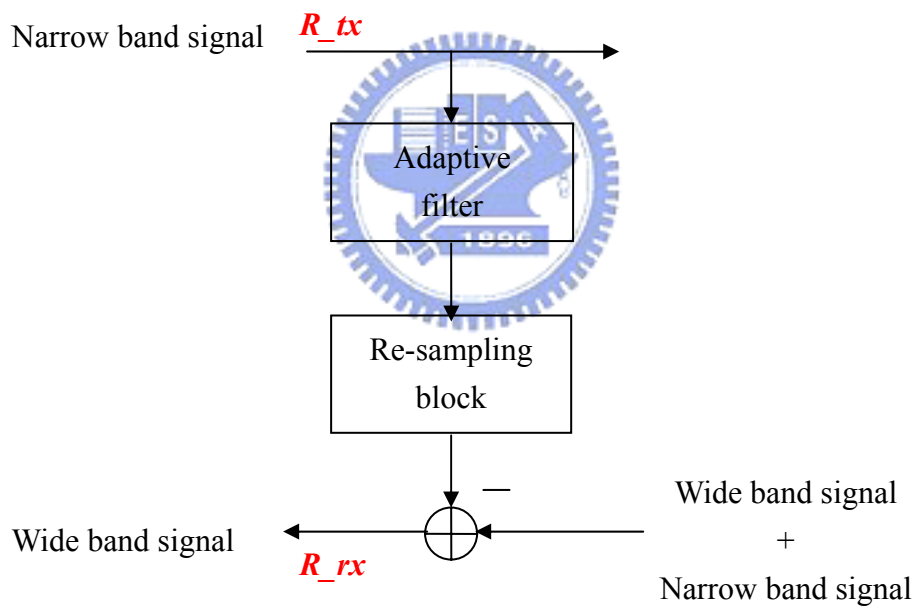 Narrow band signal
R_tx
E S
A
Adaptive
filter
1896
Re-sampling
block
—
Wide band signal
+
Narrow band signal
Wide band signal
R_rx